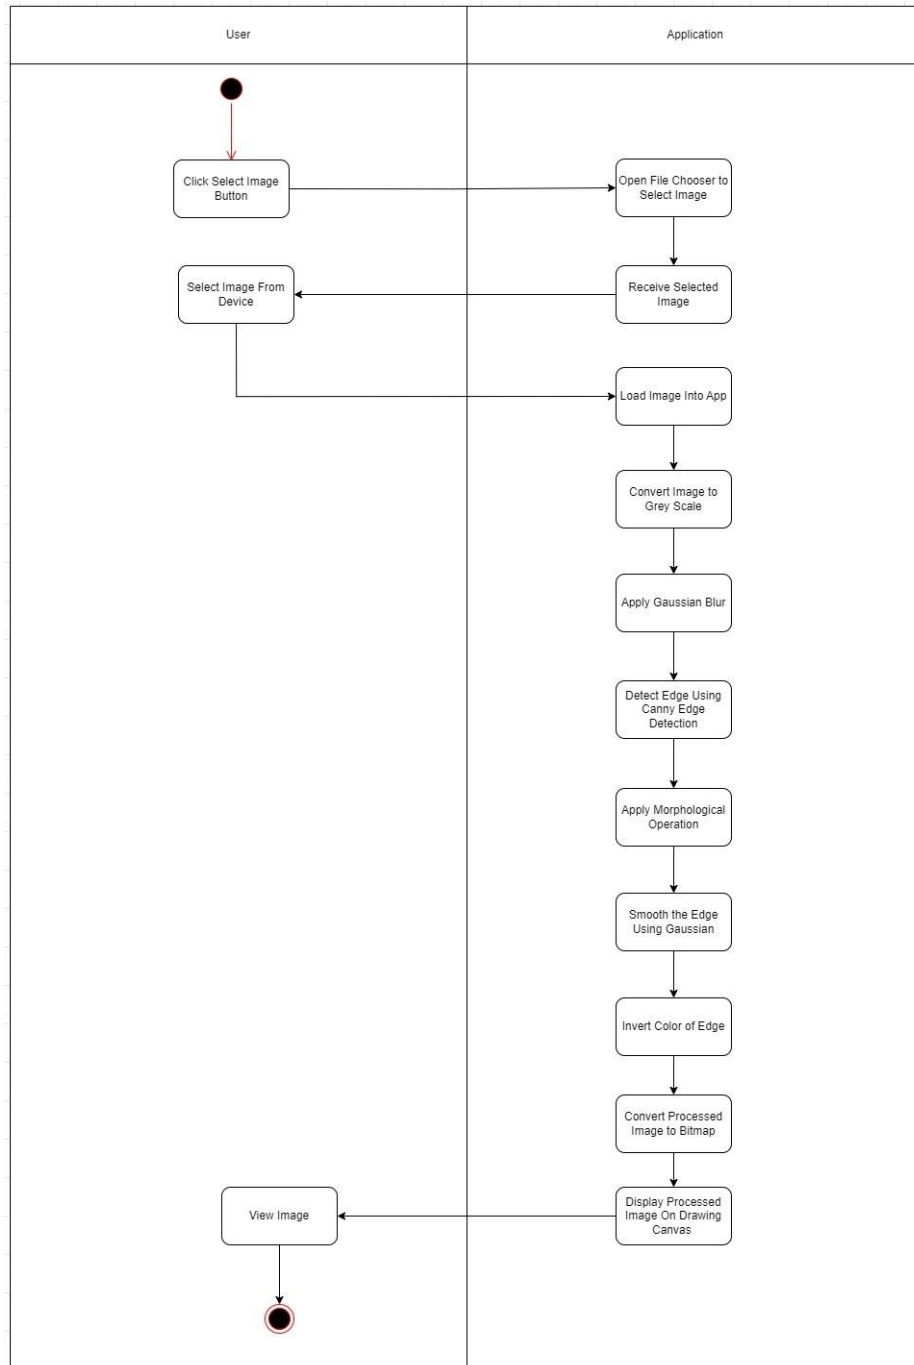 User
Application
Click Select Image
Button
Open File Chooser to
Select Image
Select Image From
Device
Receive Selected
Image
Load Image Into App
Convert Image to
Grey Scale
Apply Gaussian Blur
Detect Edge Using
Canny Edge
Detection
Apply Morphological
Operation
Smooth the Edge
Using Gaussian
Invert Color of Edge
Convert Processed
Image to Bitmap
View Image
Display Processed
Image On Drawing
Canvas